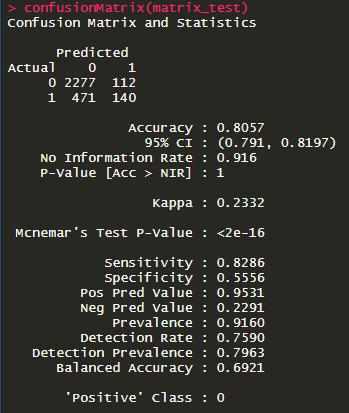 > confusionMatrix(matrix_test)
Confusion Matrix and Statistics
Predicted
Actual 0 1
0 2277 112
1 471 140
Accuracy : 0.8057
95% CI : (0.791, 0.8197)
No Information Rate : 0.916
P-Value [Acc > NIR] : 1
Kappa : 0.2332
Mcnemar's Test P-Value : <2e-16
Sensitivity : 0.8286
Specificity : 0.5556
Pos Pred Value : 0.9531
Neg Pred Value : 0.2291
Prevalence : 0.9160
Detection Rate : 0.7590
Detection Prevalence : 0.7963
Balanced Accuracy : 0.6921
'Positive' Class : 0